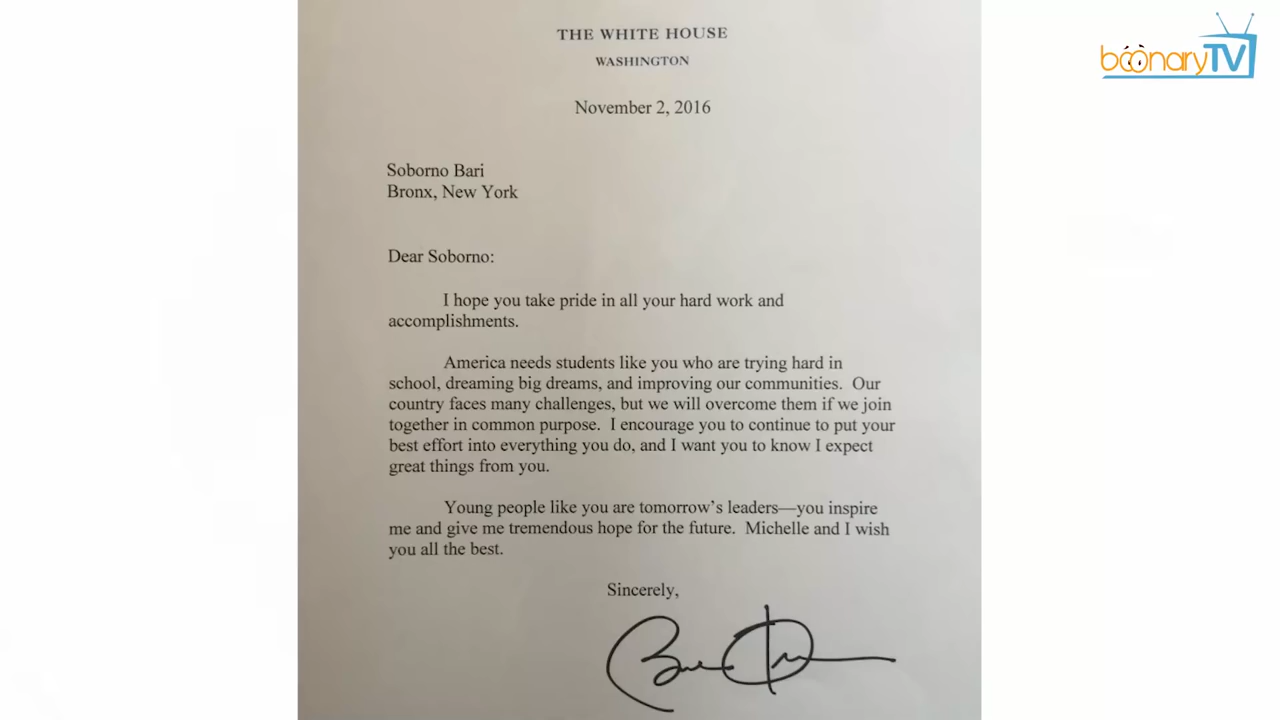 THE WHITE HOUSE
WASHINGTON
November 2, 2016
boonaryTV
Soborno Bari
Bronx, New York
Dear Soborno:
I hope you take pride in all your hard work and
accomplishments.
America needs students like you who are trying hard in
school, dreaming big dreams, and improving our communities. Our
country faces many challenges, but we will overcome them if we join
together in common purpose. I encourage you to continue to put your
best effort into everything you do, and I want you to know I expect
great things from you.
Young people like you are tomorrow’s leaders—you inspire
me and give me tremendous hope for the future. Michelle and I wish
you all the best.
Sincerely,